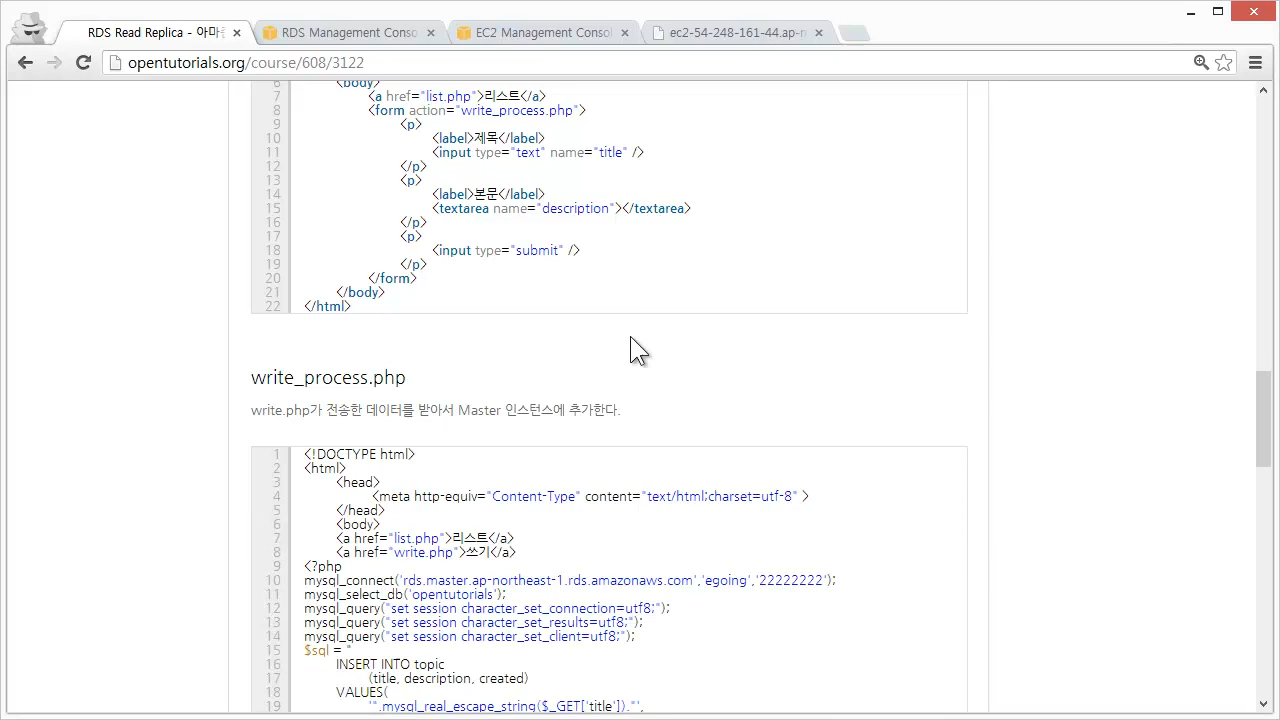 RDS Read Replica - 아마
RDS Management Conso
EC2 Management Consol
ec2-54-248-161-44.ap-n
opentutorials.org/course/608/3122
6 <body>
7 <a href="list.php">리스트</a>
8 <form action="write_process.php">
9 <p>
10 <label>제목</label>
11 <input type="text" name="title" />
12 </p>
13 <p>
14 <label>본문</label>
15 <textarea name="description"></textarea>
16 </p>
17 <p>
18 <input type="submit" />
19 </p>
20 </form>
21 </body>
22 </html>
write_process.php
write.php가 전송한 데이터를 받아서 Master 인스턴스에 추가한다.
1 <!DOCTYPE html>
2 <html>
3 <head>
4 <meta http-equiv="Content-Type" content="text/html;charset=utf-8" >
5 </head>
6 <body>
7 <a href="list.php">리스트</a>
8 <a href="write.php">쓰기</a>
9 <?php
10 mysql_connect('rds.master.ap-northeast-1.rds.amazonaws.com','egoing','22222222');
11 mysql_select_db('opentutorials');
12 mysql_query("set session character_set_connection=utf8;");
13 mysql_query("set session character_set_results=utf8;");
14 mysql_query("set session character_set_client=utf8;");
15 $sql = "
16 INSERT INTO topic
17 (title, description, created)
18 VALUES(
19 '".mysql_real_escape_string($_GET['title'])."',